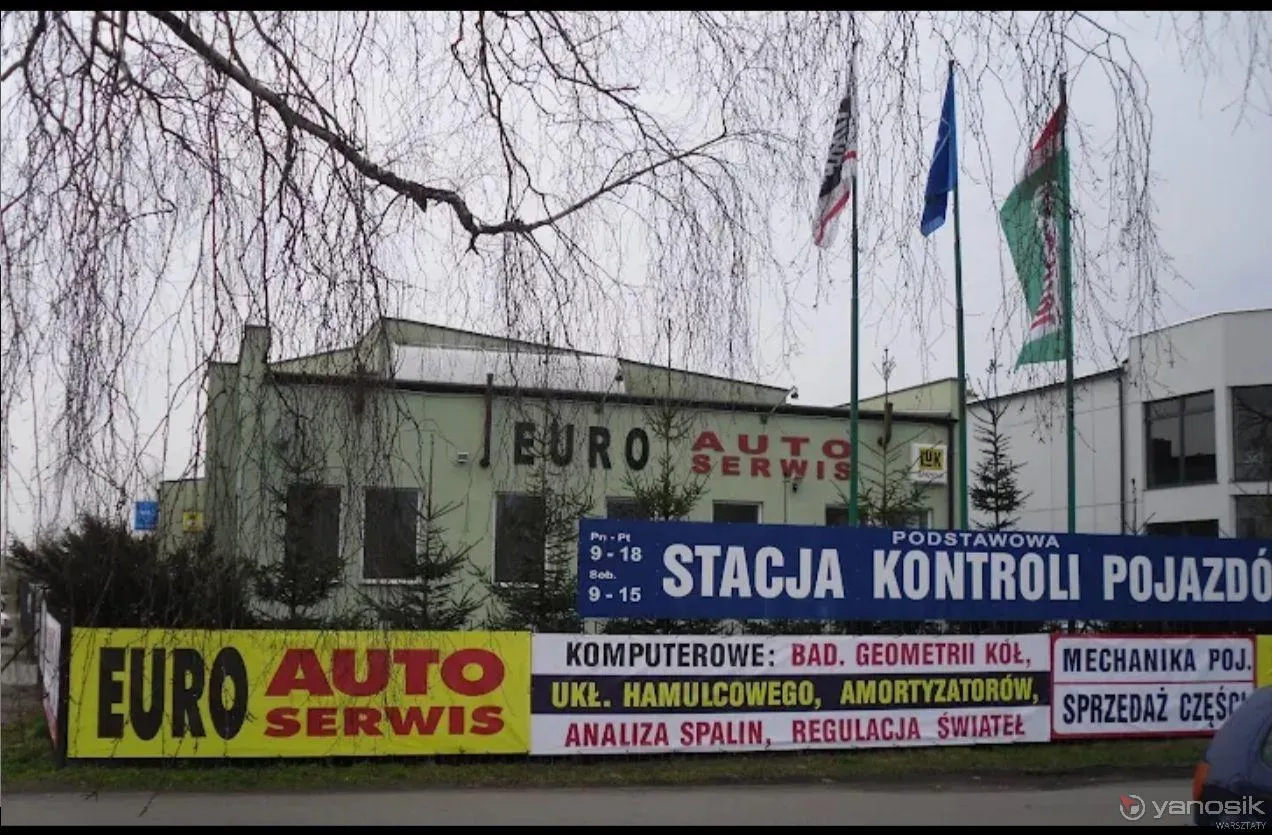 EURO AUTO
SERWIS
LuK
Pn - Pt
9 - 18
Sob.
9 - 15
PODSTAWOWA
STACJA KONTROLI POJAZDÓ
EURO AUTO
SERWIS
KOMPUTEROWE: BAD. GEOMETRII KÓŁ,
UKŁ. HAMULCOWEGO, AMORTYZATORÓW,
ANALIZA SPALIN, REGULACJA ŚWIATEŁ
MECHANIKA POJ.
SPRZEDAŻ CZĘŚCI
yanosik
WARSZTATY